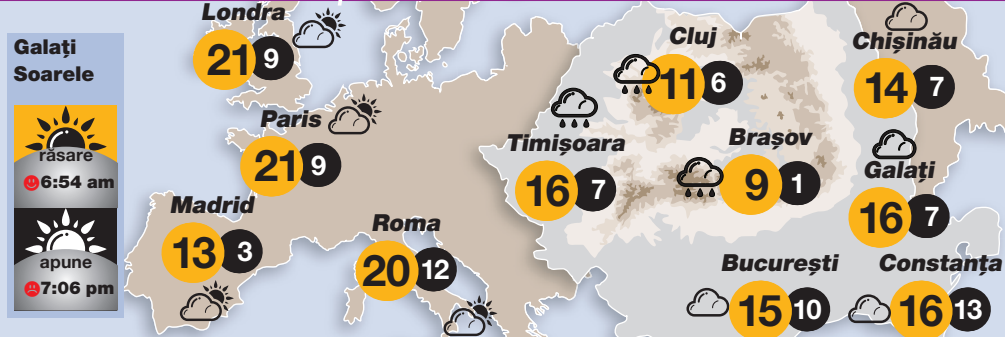 Galați
Soarele
răsare
6:54 am
apune
7:06 pm
Londra
21 9
Paris
21 9
Madrid
13 3
Roma
20 12
Cluj
11 6
Timișoara
16 7
Brașov
9 1
Chișinău
14 7
Galați
16 7
București
15 10
Constanța
16 13